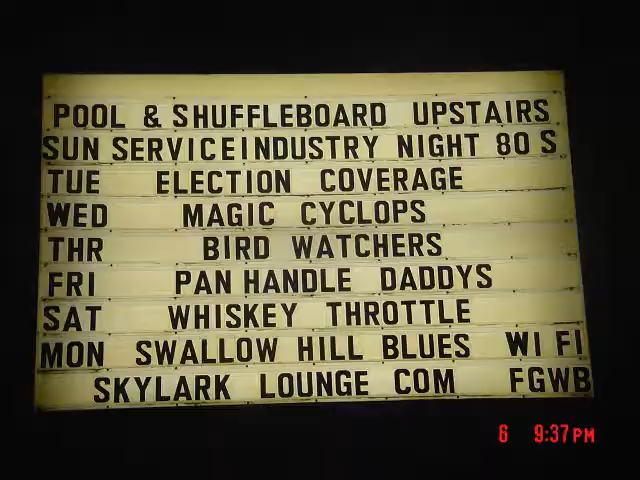 POOL & SHUFFLEBOARD UPSTAIRS
SUN SERVICEINDUSTRY NIGHT 80 S
TUE ELECTION COVERAGE
WED MAGIC CYCLOPS
THR BIRD WATCHERS
FRI PAN HANDLE DADDYS
SAT WHISKEY THROTTLE
MON SWALLOW HILL BLUES WI FI
SKYLARK LOUNGE COM FGWB
6 9:37PM